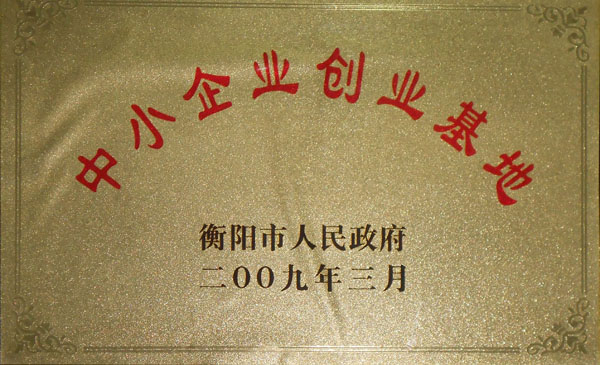 中小企业创业基地
衡阳市人民政府
二00九年三月